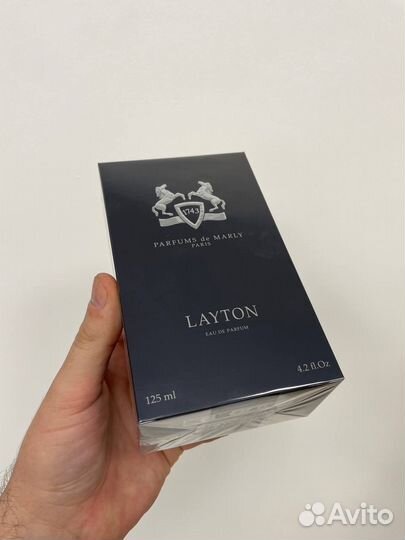 1743
PARFUMS de MARLY
PARIS
LAYTON
EAU DE PARFUM
125 ml
4.2 fl.Oz
Avito